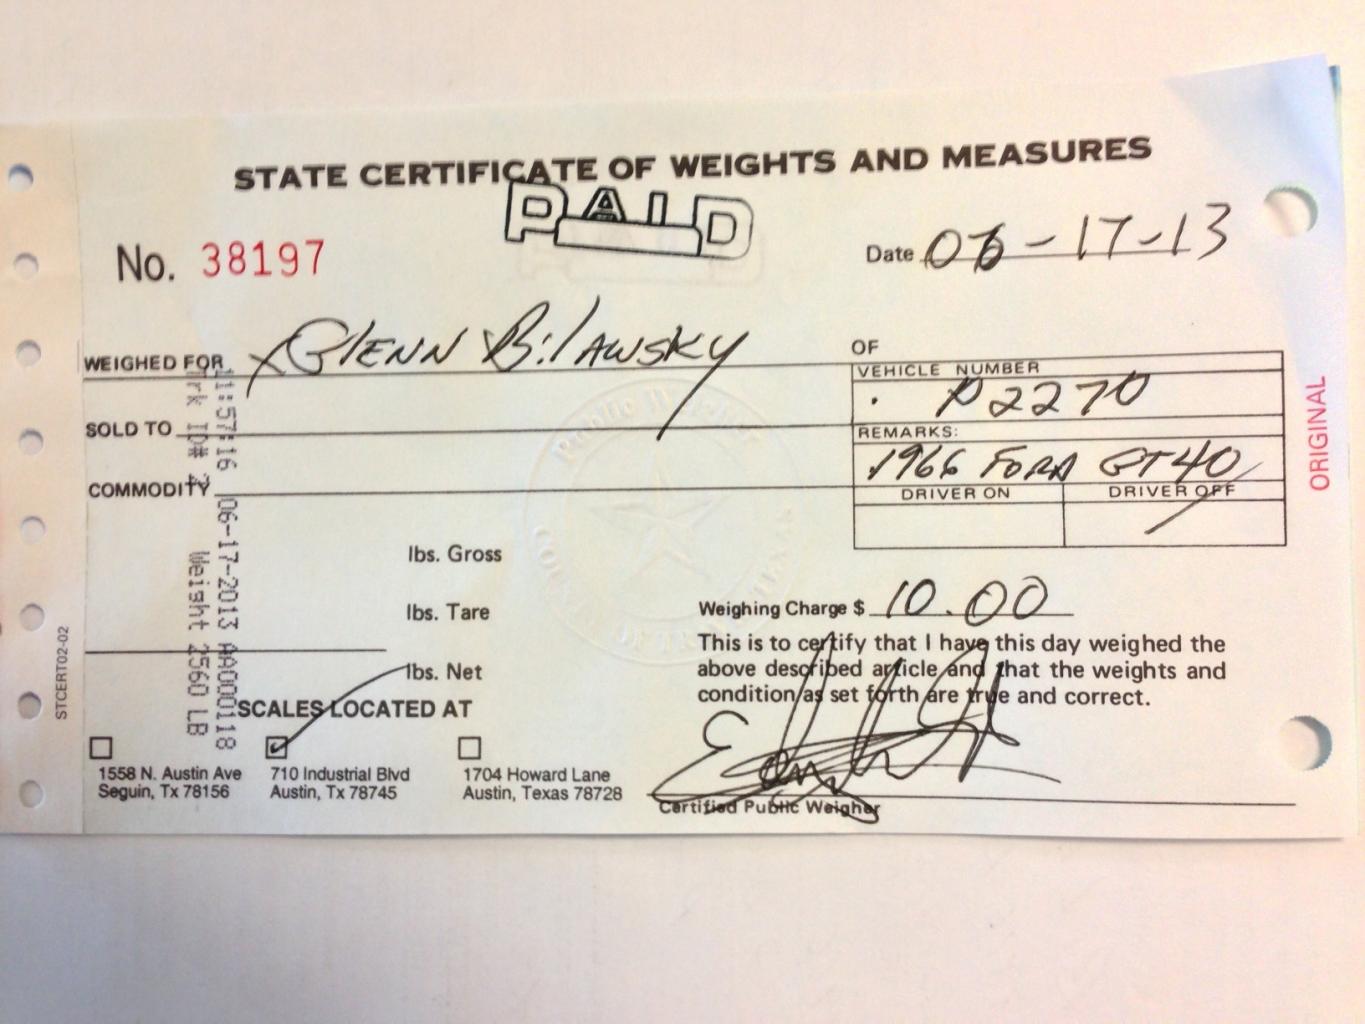 STATE CERTIFICATE OF WEIGHTS AND MEASURES
PAID
No. 38197
Date 06-17-13
WEIGHED FOR x Glenn Bilawsky
OF
VEHICLE NUMBER
P2270
SOLD TO
REMARKS:
1966 FORD GT40
COMMODITY
DRIVER ON DRIVER OFF
ORIGINAL
11:57:16 06-17-2013 AA000118
Weight 2560 LB
lbs. Gross
lbs. Tare
lbs. Net
Weighing Charge $ 10.00
This is to certify that I have this day weighed the
above described article and that the weights and
condition as set forth are true and correct.
SCALES LOCATED AT
1558 N. Austin Ave
Seguin, Tx 78156
710 Industrial Blvd
Austin, Tx 78745
1704 Howard Lane
Austin, Texas 78728
Certified Public Weigher
STCERT02-02